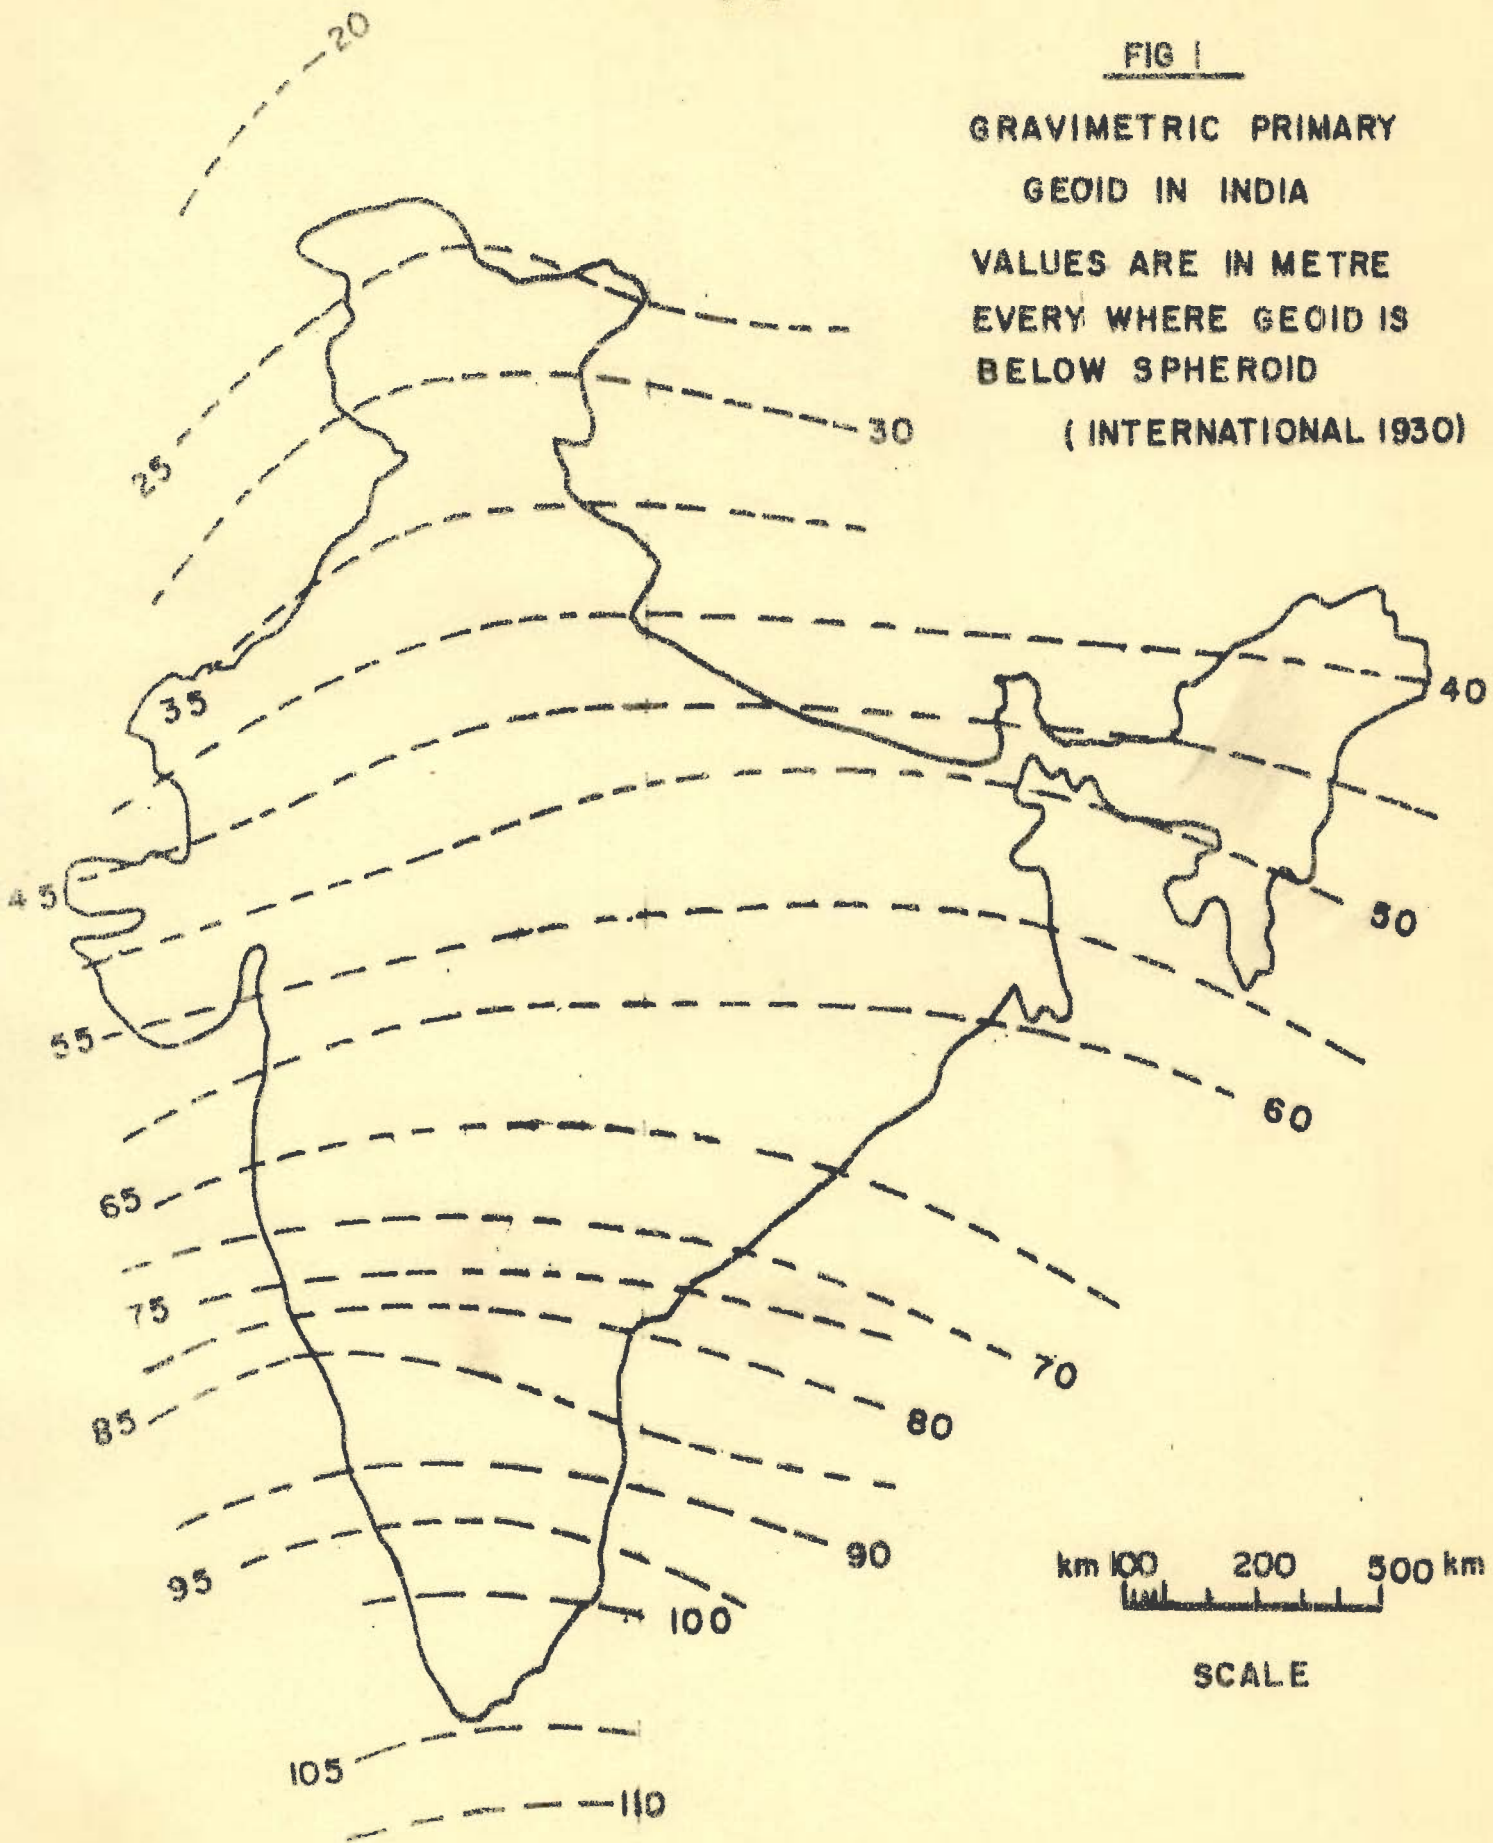 20
FIG 1
GRAVIMETRIC PRIMARY
GEOID IN INDIA
VALUES ARE IN METRE
EVERY WHERE GEOID IS
BELOW SPHEROID
( INTERNATIONAL 1930)
30
25
35
40
45
50
55
60
65
75
70
85
80
90
95
100
105
110
km 100 200 500 km
SCALE